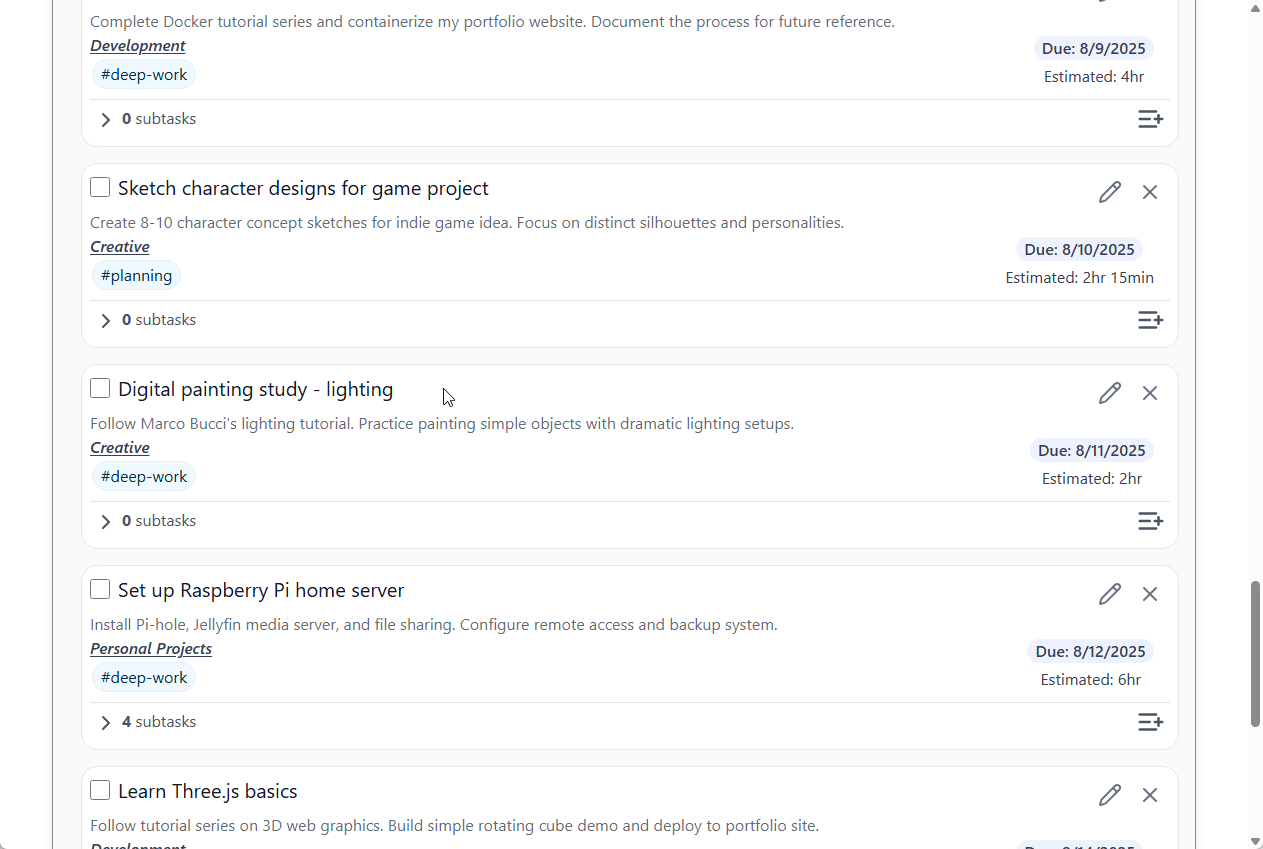 Complete Docker tutorial series and containerize my portfolio website. Document the process for future reference.
Development
Due: 8/9/2025
#deep-work
Estimated: 4hr
0 subtasks
Sketch character designs for game project
Create 8-10 character concept sketches for indie game idea. Focus on distinct silhouettes and personalities.
Creative
Due: 8/10/2025
#planning
Estimated: 2hr 15min
0 subtasks
Digital painting study - lighting
Follow Marco Bucci's lighting tutorial. Practice painting simple objects with dramatic lighting setups.
Creative
Due: 8/11/2025
#deep-work
Estimated: 2hr
0 subtasks
Set up Raspberry Pi home server
Install Pi-hole, Jellyfin media server, and file sharing. Configure remote access and backup system.
Personal Projects
Due: 8/12/2025
#deep-work
Estimated: 6hr
4 subtasks
Learn Three.js basics
Follow tutorial series on 3D web graphics. Build simple rotating cube demo and deploy to portfolio site.
Development